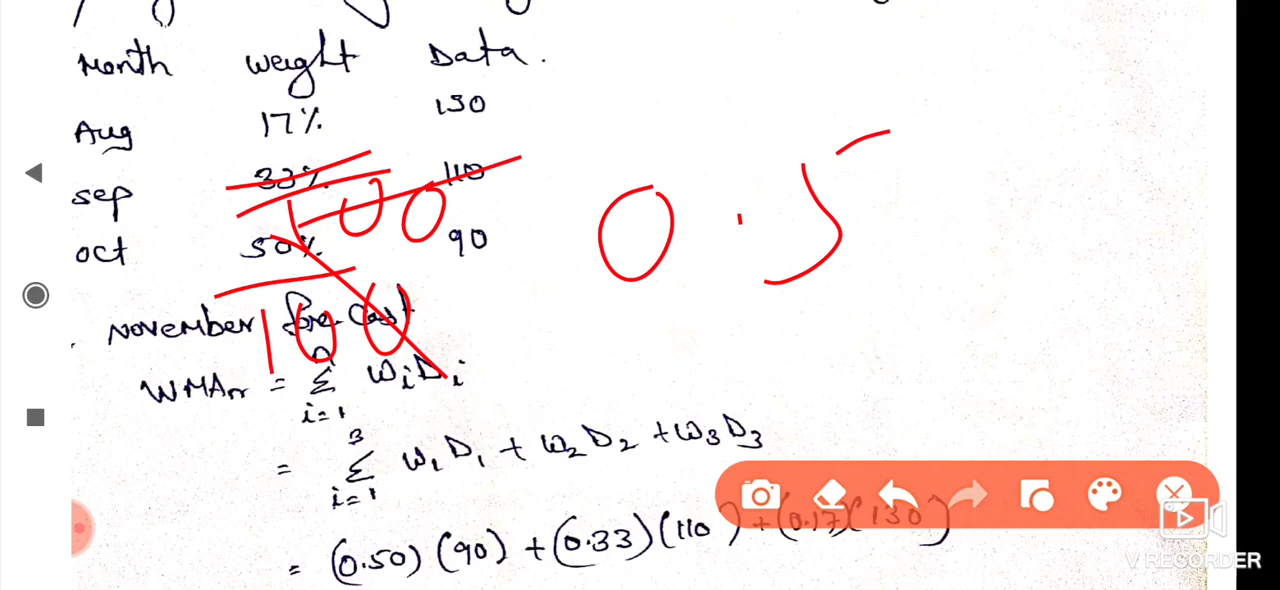 Month weight Data.
Aug 17% 130
sep 33% 110
oct 50% 90
100
0.5
100
November forecast
WMAn = Σ n i=1 WiDi
= Σ 3 i=1 W1D1 + W2D2 + W3D3
= (0.50) (90) + (0.33) (110) + (0.17) (130)
V RECORDER